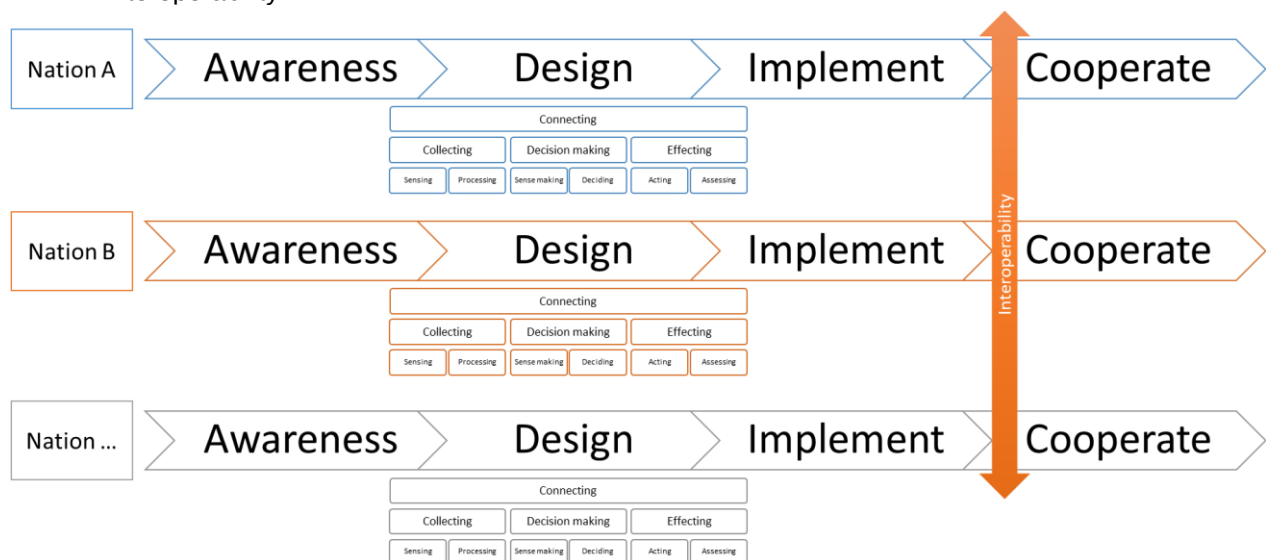 Nation A
Awareness
Design
Implement
Cooperate
Connecting
Collecting
Decision making
Effecting
Sensing
Processing
Sense making
Deciding
Acting
Assessing
Interoperability
Nation B
Awareness
Design
Implement
Cooperate
Connecting
Collecting
Decision making
Effecting
Sensing
Processing
Sense making
Deciding
Acting
Assessing
Nation ...
Awareness
Design
Implement
Cooperate
Connecting
Collecting
Decision making
Effecting
Sensing
Processing
Sense making
Deciding
Acting
Assessing